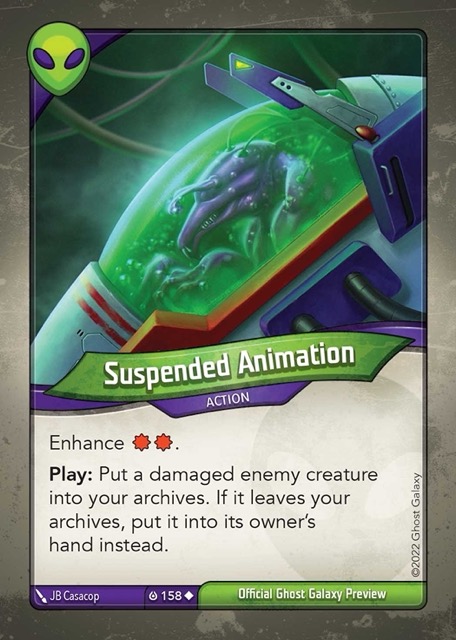 Suspended Animation
ACTION
Enhance .
Play: Put a damaged enemy creature
into your archives. If it leaves your
archives, put it into its owner's
hand instead.
©2022 Ghost Galaxy
JB Casacop
158
Official Ghost Galaxy Preview